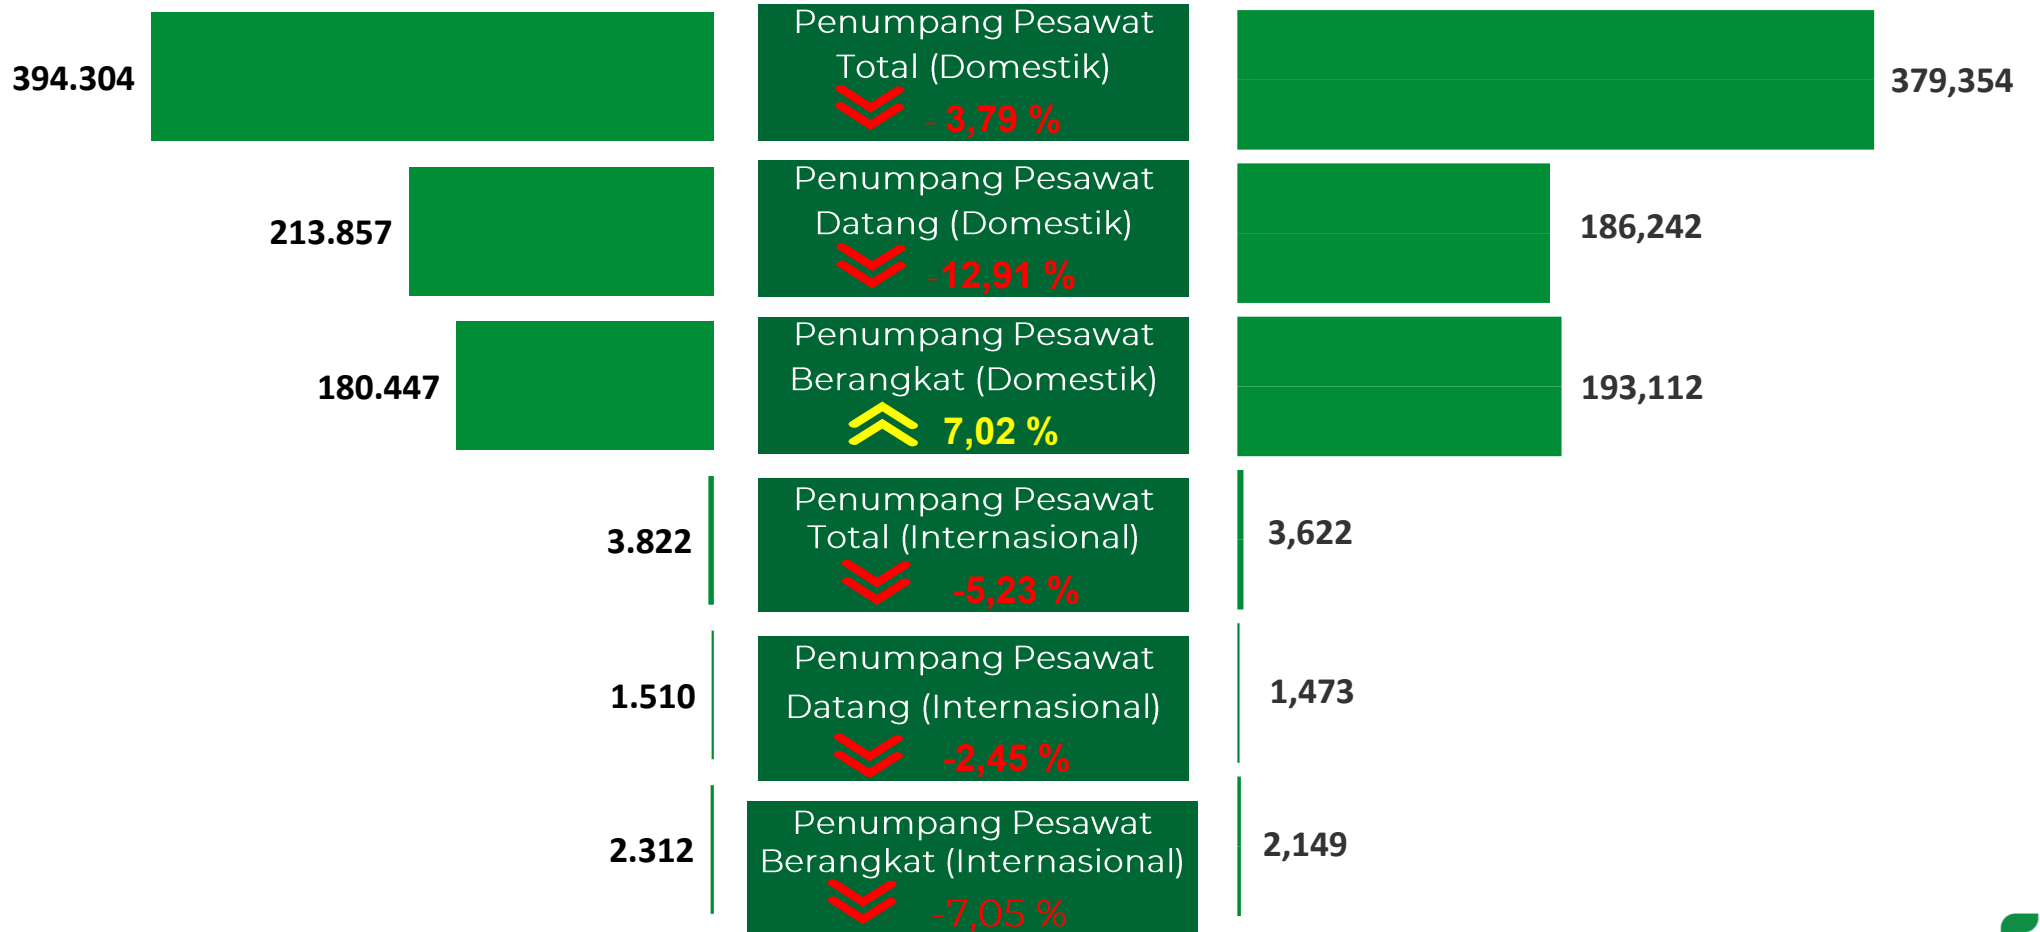 394.304
Penumpang Pesawat
Total (Domestik)
- 3,79 %
379,354
213.857
Penumpang Pesawat
Datang (Domestik)
-12,91 %
186,242
180.447
Penumpang Pesawat
Berangkat (Domestik)
7,02 %
193,112
3.822
Penumpang Pesawat
Total (Internasional)
-5,23 %
3,622
1.510
Penumpang Pesawat
Datang (Internasional)
-2,45 %
1,473
2.312
Penumpang Pesawat
Berangkat (Internasional)
-7,05 %
2,149